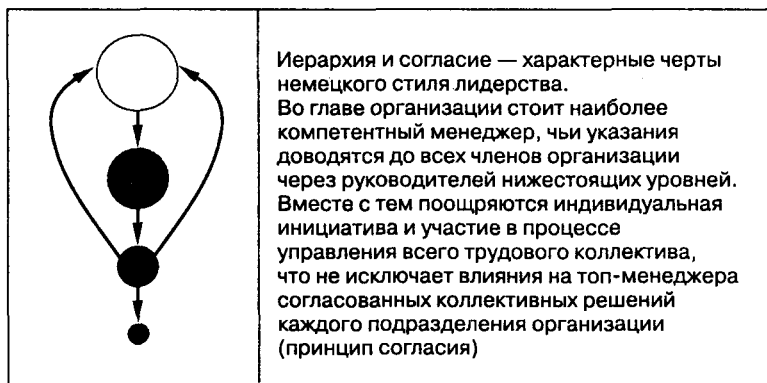 Иерархия и согласие — характерные черты
немецкого стиля лидерства.
Во главе организации стоит наиболее
компетентный менеджер, чьи указания
доводятся до всех членов организации
через руководителей нижестоящих уровней.
Вместе с тем поощряются индивидуальная
инициатива и участие в процессе
управления всего трудового коллектива,
что не исключает влияния на топ-менеджера
согласованных коллективных решений
каждого подразделения организации
(принцип согласия)